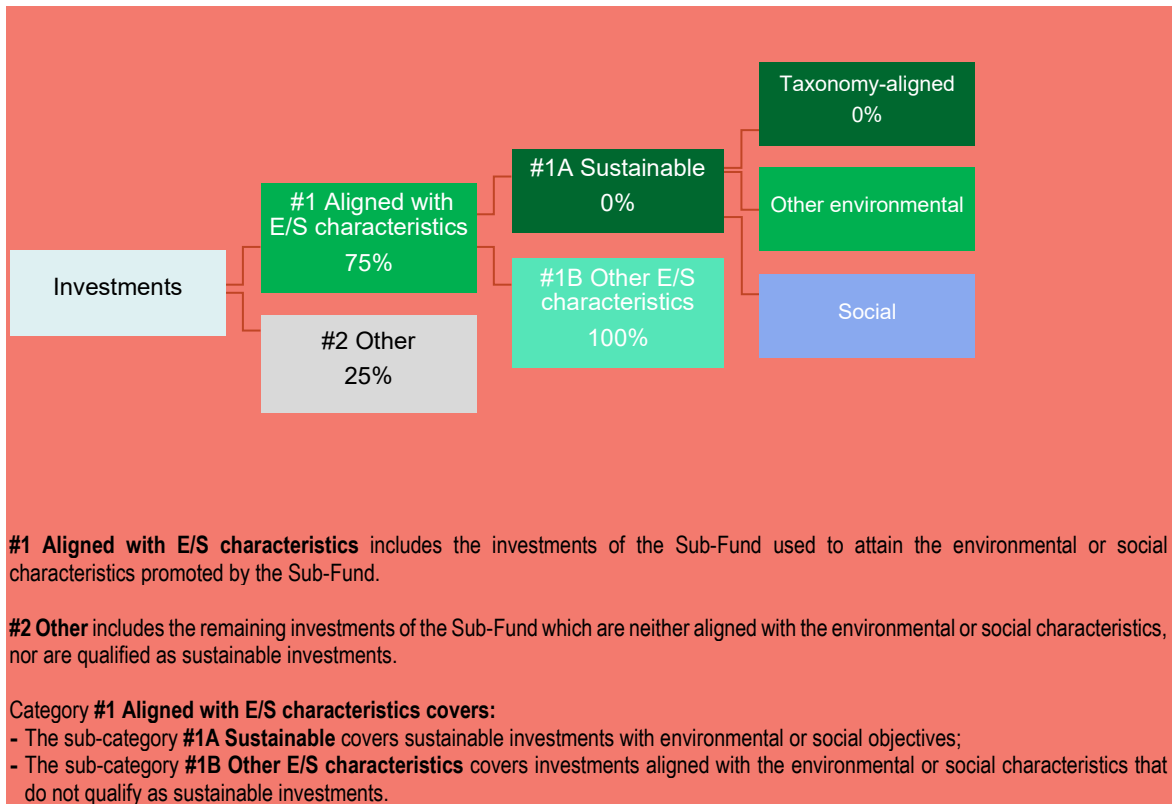 Investments
#1 Aligned with
E/S characteristics
75%
#2 Other
25%
#1A Sustainable
0%
#1B Other E/S
characteristics
100%
Taxonomy-aligned
0%
Other environmental
Social
#1 Aligned with E/S characteristics includes the investments of the Sub-Fund used to attain the environmental or social
characteristics promoted by the Sub-Fund.
#2 Other includes the remaining investments of the Sub-Fund which are neither aligned with the environmental or social characteristics,
nor are qualified as sustainable investments.
Category #1 Aligned with E/S characteristics covers:
- The sub-category #1A Sustainable covers sustainable investments with environmental or social objectives;
- The sub-category #1B Other E/S characteristics covers investments aligned with the environmental or social characteristics that
do not qualify as sustainable investments.